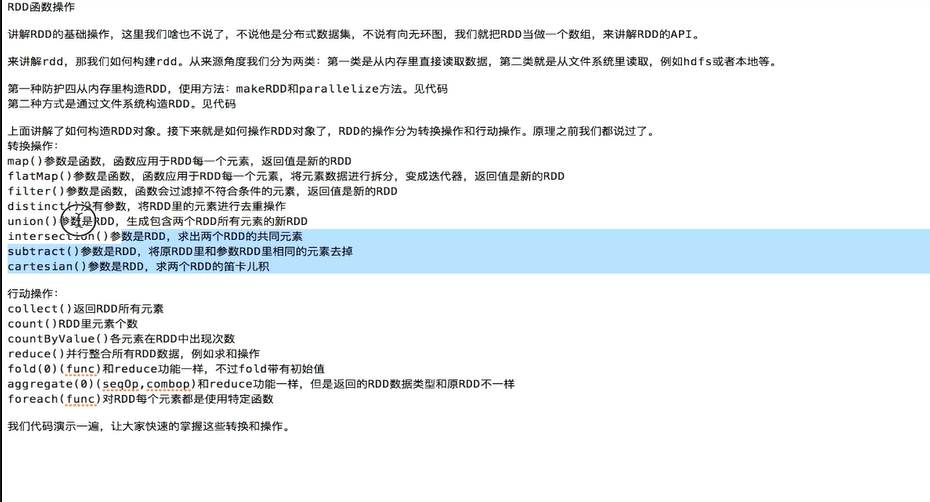 RDD函数操作
讲解RDD的基础操作，这里我们啥也不说了，不说他是分布式数据集，不说有向无环图，我们就把RDD当做一个数组，来讲解RDD的API。
来讲解rdd，那我们如何构建rdd。从来源角度我们分为两类：第一类是从内存里直接读取数据，第二类就是从文件系统里读取，例如hdfs或者本地等。
第一种防护四从内存里构造RDD，使用方法：makeRDD和parallelize方法。见代码
第二种方式是通过文件系统构造RDD。见代码
上面讲解了如何构造RDD对象。接下来就是如何操作RDD对象了，RDD的操作分为转换操作和行动操作。原理之前我们都说过了。
转换操作：
map()参数是函数，函数应用于RDD每一个元素，返回值是新的RDD
flatMap()参数是函数，函数应用于RDD每一个元素，将元素数据进行拆分，变成迭代器，返回值是新的RDD
filter()参数是函数，函数会过滤掉不符合条件的元素，返回值是新的RDD
distinct()没有参数，将RDD里的元素进行去重操作
union()参数是RDD，生成包含两个RDD所有元素的新RDD
intersection()参数是RDD，求出两个RDD的共同元素
subtract()参数是RDD，将原RDD里和参数RDD里相同的元素去掉
cartesian()参数是RDD，求两个RDD的笛卡儿积
行动操作：
collect()返回RDD所有元素
count()RDD里元素个数
countByValue()各元素在RDD中出现次数
reduce()并行整合所有RDD数据，例如求和操作
fold(0)(func)和reduce功能一样，不过fold带有初始值
aggregate(0)(seqOp,combop)和reduce功能一样，但是返回的RDD数据类型和原RDD不一样
foreach(func)对RDD每个元素都是使用特定函数
我们代码演示一遍，让大家快速的掌握这些转换和操作。